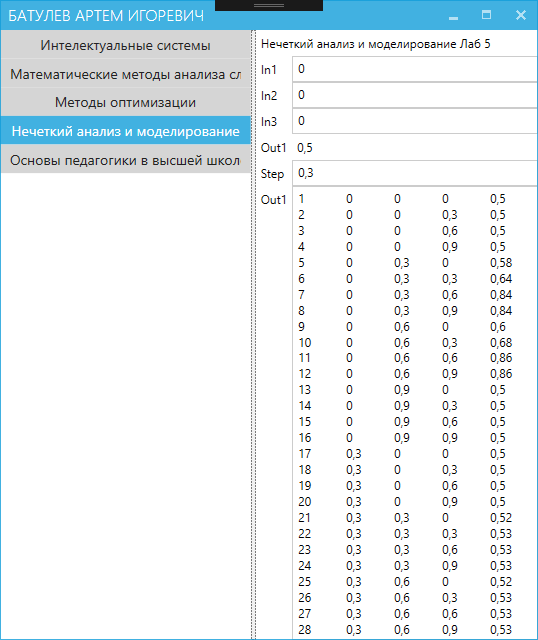 БАТУЛЕВ АРТЕМ ИГОРЕВИЧ
Интелектуальные системы
Математические методы анализа сл
Методы оптимизации
Нечеткий анализ и моделирование
Основы педагогики в высшей школ
Нечеткий анализ и моделирование Лаб 5
In1 0
In2 0
In3 0
Out1 0,5
Step 0,3
Out1 1 0 0 0 0,5
2 0 0 0,3 0,5
3 0 0 0,6 0,5
4 0 0 0,9 0,5
5 0 0,3 0 0,58
6 0 0,3 0,3 0,64
7 0 0,3 0,6 0,84
8 0 0,3 0,9 0,84
9 0 0,6 0 0,6
10 0 0,6 0,3 0,68
11 0 0,6 0,6 0,86
12 0 0,6 0,9 0,86
13 0 0,9 0 0,5
14 0 0,9 0,3 0,5
15 0 0,9 0,6 0,5
16 0 0,9 0,9 0,5
17 0,3 0 0 0,5
18 0,3 0 0,3 0,5
19 0,3 0 0,6 0,5
20 0,3 0 0,9 0,5
21 0,3 0,3 0 0,52
22 0,3 0,3 0,3 0,53
23 0,3 0,3 0,6 0,53
24 0,3 0,3 0,9 0,53
25 0,3 0,6 0 0,52
26 0,3 0,6 0,3 0,53
27 0,3 0,6 0,6 0,53
28 0,3 0,6 0,9 0,53